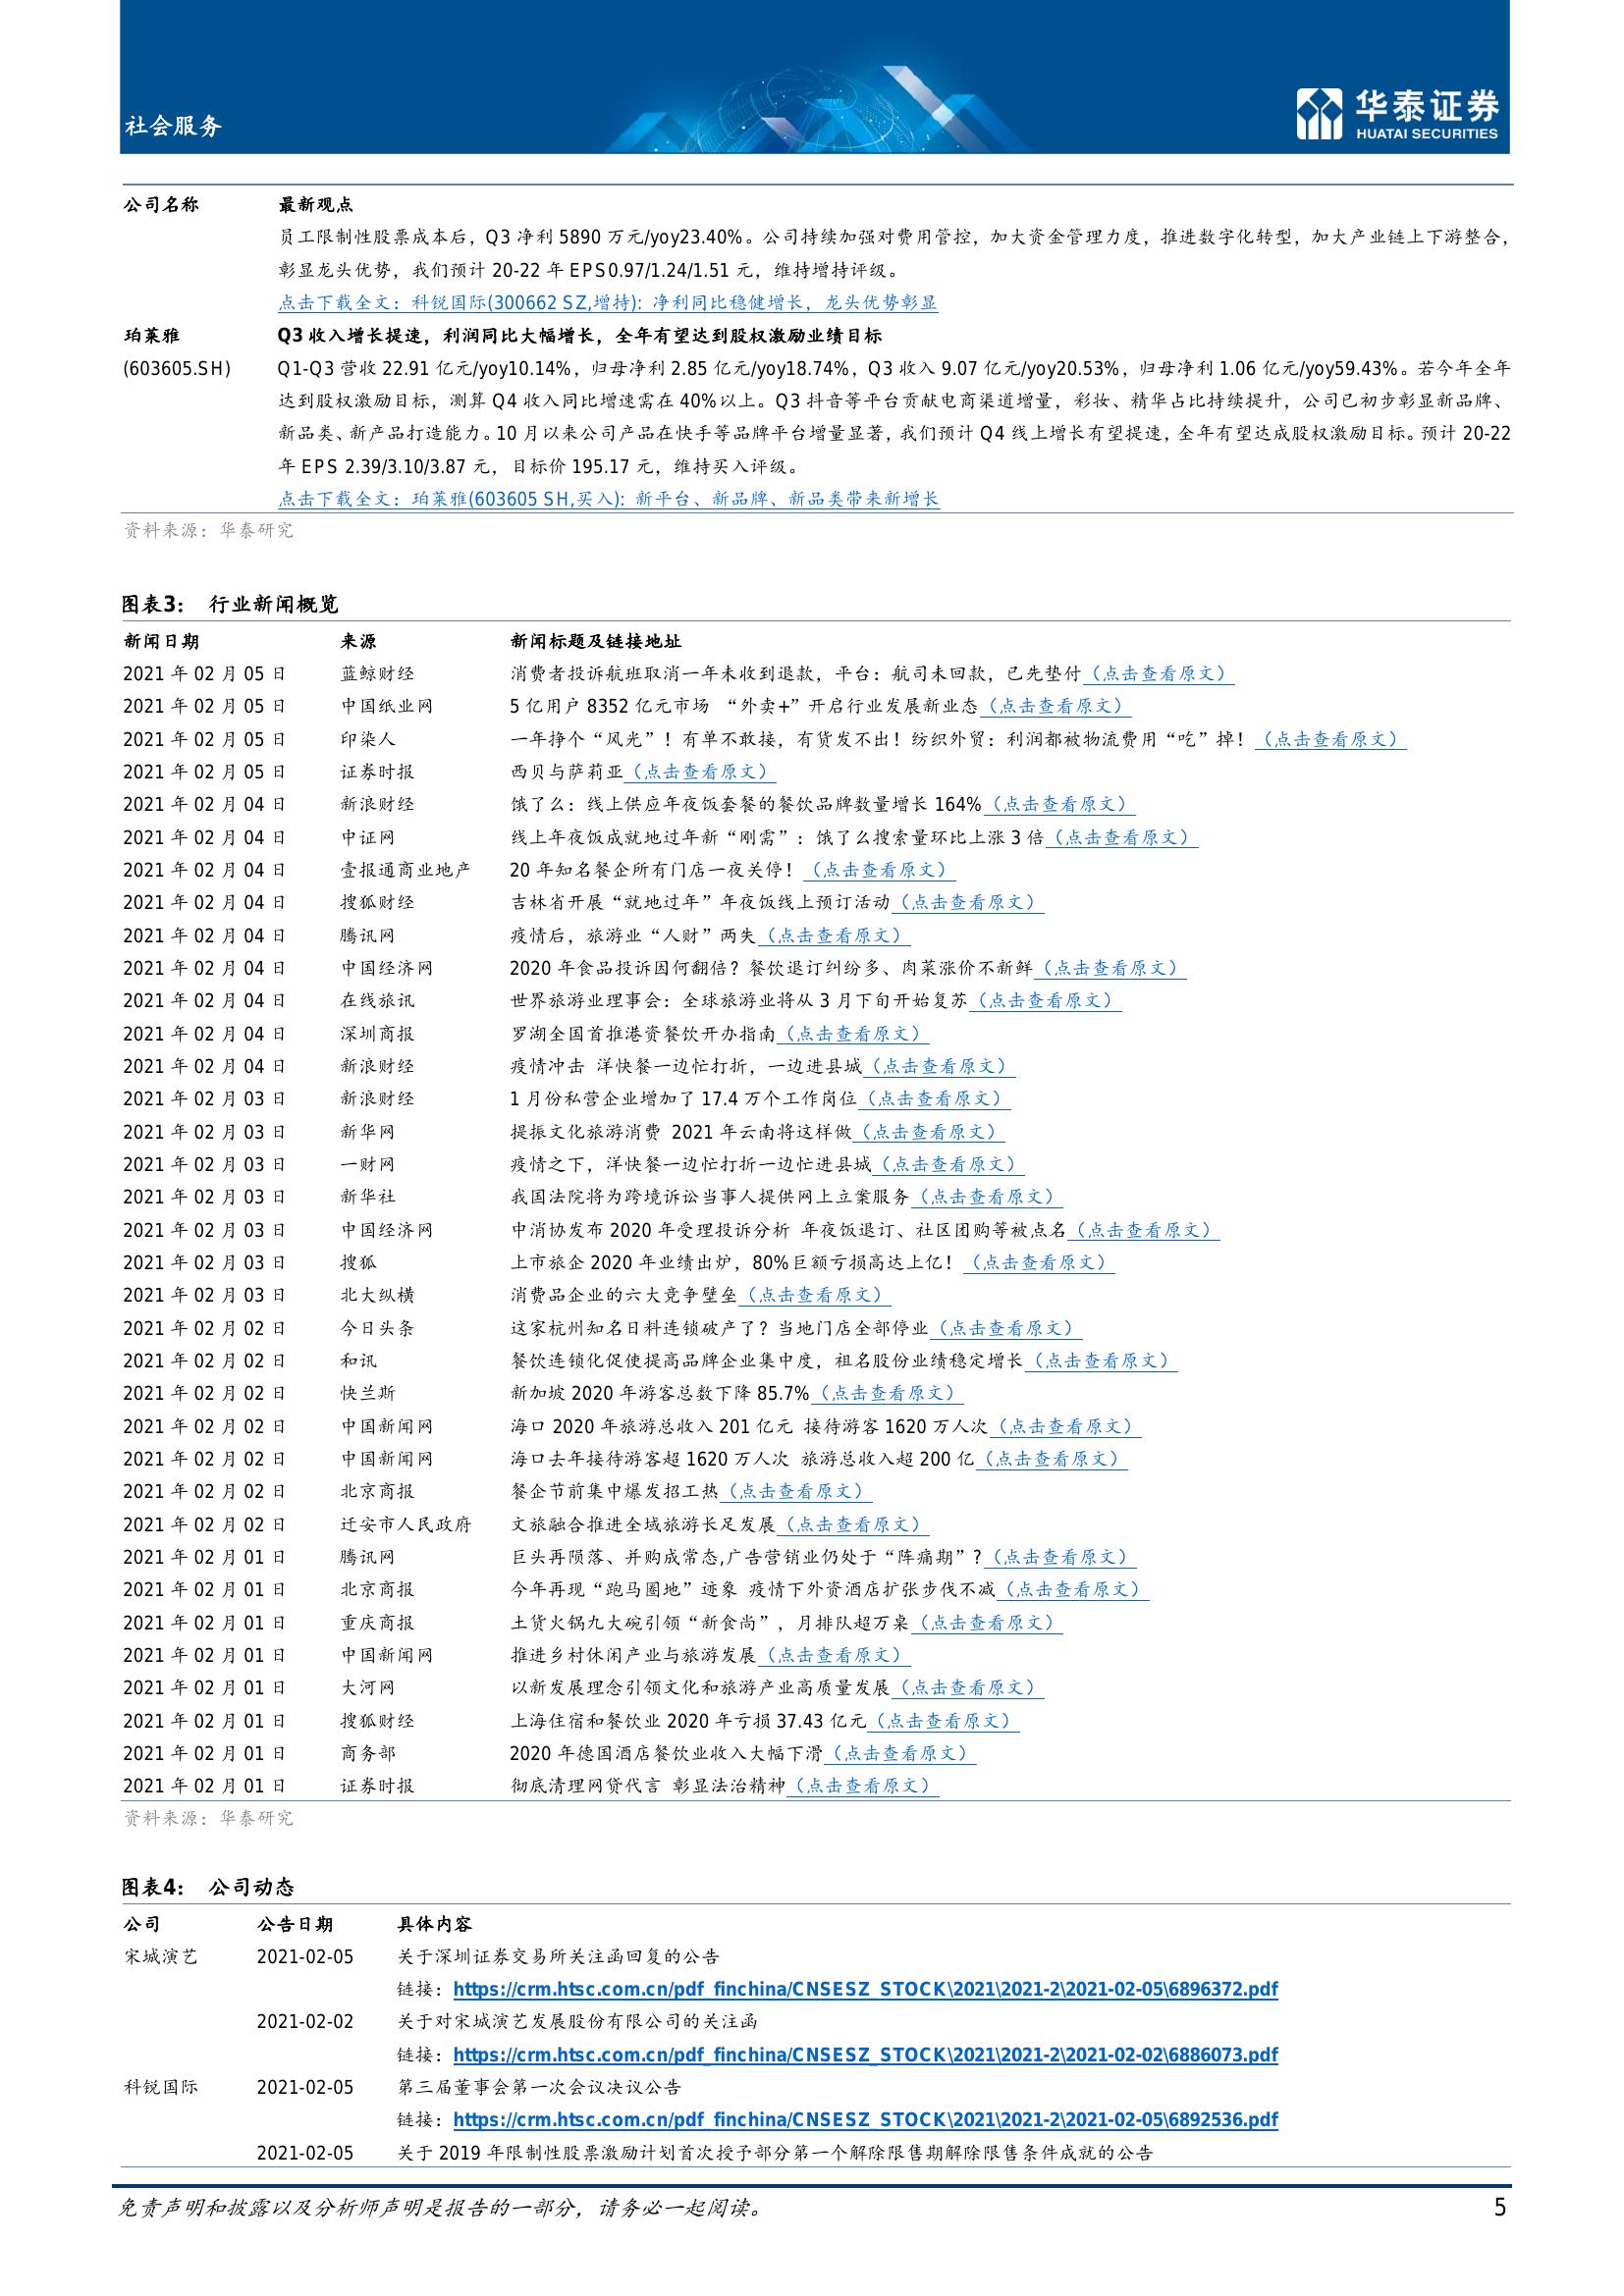 社会服务
华泰证券
HUATAI SECURITIES
公司名称 最新观点
员工限制性股票成本后，Q3 净利 5890 万元/yoy23.40%。公司持续加强对费用管控，加大资金管理力度，推进数字化转型，加大产业链上下游整合，
彰显龙头优势，我们预计 20-22 年 EPS0.97/1.24/1.51 元，维持增持评级。
点击下载全文：科锐国际(300662 SZ,增持): 净利同比稳健增长，龙头优势彰显
珀莱雅 Q3 收入增长提速，利润同比大幅增长，全年有望达到股权激励业绩目标
(603605.SH) Q1-Q3 营收 22.91 亿元/yoy10.14%，归母净利 2.85 亿元/yoy18.74%，Q3 收入 9.07 亿元/yoy20.53%，归母净利 1.06 亿元/yoy59.43%。若今年全年
达到股权激励目标，测算 Q4 收入同比增速需在 40%以上。Q3 抖音等平台贡献电商渠道增量，彩妆、精华占比持续提升，公司已初步彰显新品牌、
新品类、新产品打造能力。10 月以来公司产品在快手等品牌平台增量显著，我们预计 Q4 线上增长有望提速，全年有望达成股权激励目标。预计 20-22
年 EPS 2.39/3.10/3.87 元，目标价 195.17 元，维持买入评级。
点击下载全文：珀莱雅(603605 SH,买入): 新平台、新品牌、新品类带来新增长
资料来源：华泰研究
图表3： 行业新闻概览
新闻日期 来源 新闻标题及链接地址
2021 年 02 月 05 日 蓝鲸财经 消费者投诉航班取消一年未收到退款，平台：航司未回款，已先垫付（点击查看原文）
2021 年 02 月 05 日 中国纸业网 5 亿用户 8352 亿元市场 “外卖+”开启行业发展新业态（点击查看原文）
2021 年 02 月 05 日 印染人 一年挣个“风光”！有单不敢接，有货发不出！纺织外贸：利润都被物流费用“吃”掉！（点击查看原文）
2021 年 02 月 05 日 证券时报 西贝与萨莉亚（点击查看原文）
2021 年 02 月 04 日 新浪财经 饿了么：线上供应年夜饭套餐的餐饮品牌数量增长 164%（点击查看原文）
2021 年 02 月 04 日 中证网 线上年夜饭成就地过年新“刚需”：饿了么搜索量环比上涨 3 倍（点击查看原文）
2021 年 02 月 04 日 壹报通商业地产 20 年知名餐企所有门店一夜关停！（点击查看原文）
2021 年 02 月 04 日 搜狐财经 吉林省开展“就地过年”年夜饭线上预订活动（点击查看原文）
2021 年 02 月 04 日 腾讯网 疫情后，旅游业“人财”两失（点击查看原文）
2021 年 02 月 04 日 中国经济网 2020 年食品投诉因何翻倍？餐饮退订纠纷多、肉菜涨价不新鲜（点击查看原文）
2021 年 02 月 04 日 在线旅讯 世界旅游业理事会：全球旅游业将从 3 月下旬开始复苏（点击查看原文）
2021 年 02 月 04 日 深圳商报 罗湖全国首推港资餐饮开办指南（点击查看原文）
2021 年 02 月 04 日 新浪财经 疫情冲击 洋快餐一边忙打折，一边进县城（点击查看原文）
2021 年 02 月 03 日 新浪财经 1 月份私营企业增加了 17.4 万个工作岗位（点击查看原文）
2021 年 02 月 03 日 新华网 提振文化旅游消费 2021 年云南将这样做（点击查看原文）
2021 年 02 月 03 日 一财网 疫情之下，洋快餐一边忙打折一边忙进县城（点击查看原文）
2021 年 02 月 03 日 新华社 我国法院将为跨境诉讼当事人提供网上立案服务（点击查看原文）
2021 年 02 月 03 日 中国经济网 中消协发布 2020 年受理投诉分析 年夜饭退订、社区团购等被点名（点击查看原文）
2021 年 02 月 03 日 搜狐 上市旅企 2020 年业绩出炉，80%巨额亏损高达上亿！（点击查看原文）
2021 年 02 月 03 日 北大纵横 消费品企业的六大竞争壁垒（点击查看原文）
2021 年 02 月 02 日 今日头条 这家杭州知名日料连锁破产了？当地门店全部停业（点击查看原文）
2021 年 02 月 02 日 和讯 餐饮连锁化促使提高品牌企业集中度，祖名股份业绩稳定增长（点击查看原文）
2021 年 02 月 02 日 快兰斯 新加坡 2020 年游客总数下降 85.7%（点击查看原文）
2021 年 02 月 02 日 中国新闻网 海口 2020 年旅游总收入 201 亿元 接待游客 1620 万人次（点击查看原文）
2021 年 02 月 02 日 中国新闻网 海口去年接待游客超 1620 万人次 旅游总收入超 200 亿（点击查看原文）
2021 年 02 月 02 日 北京商报 餐企节前集中爆发招工热（点击查看原文）
2021 年 02 月 02 日 迁安市人民政府 文旅融合推进全域旅游长足发展（点击查看原文）
2021 年 02 月 01 日 腾讯网 巨头再陨落、并购成常态,广告营销业仍处于“阵痛期”?（点击查看原文）
2021 年 02 月 01 日 北京商报 今年再现“跑马圈地”迹象 疫情下外资酒店扩张步伐不减（点击查看原文）
2021 年 02 月 01 日 重庆商报 土货火锅九大碗引领“新食尚”，月排队超万桌（点击查看原文）
2021 年 02 月 01 日 中国新闻网 推进乡村休闲产业与旅游发展（点击查看原文）
2021 年 02 月 01 日 大河网 以新发展理念引领文化和旅游产业高质量发展（点击查看原文）
2021 年 02 月 01 日 搜狐财经 上海住宿和餐饮业 2020 年亏损 37.43 亿元（点击查看原文）
2021 年 02 月 01 日 商务部 2020 年德国酒店餐饮业收入大幅下滑（点击查看原文）
2021 年 02 月 01 日 证券时报 彻底清理网贷代言 彰显法治精神（点击查看原文）
资料来源：华泰研究
图表4： 公司动态
公司 公告日期 具体内容
宋城演艺 2021-02-05 关于深圳证券交易所关注函回复的公告
链接：https://crm.htsc.com.cn/pdf_finchina/CNSESZ_STOCK\2021\2021-2\2021-02-05\6896372.pdf
2021-02-02 关于对宋城演艺发展股份有限公司的关注函
链接：https://crm.htsc.com.cn/pdf_finchina/CNSESZ_STOCK\2021\2021-2\2021-02-02\6886073.pdf
科锐国际 2021-02-05 第三届董事会第一次会议决议公告
链接：https://crm.htsc.com.cn/pdf_finchina/CNSESZ_STOCK\2021\2021-2\2021-02-05\6892536.pdf
2021-02-05 关于 2019 年限制性股票激励计划首次授予部分第一个解除限售期解除限售条件成就的公告
免责声明和披露以及分析师声明是报告的一部分，请务必一起阅读。 5